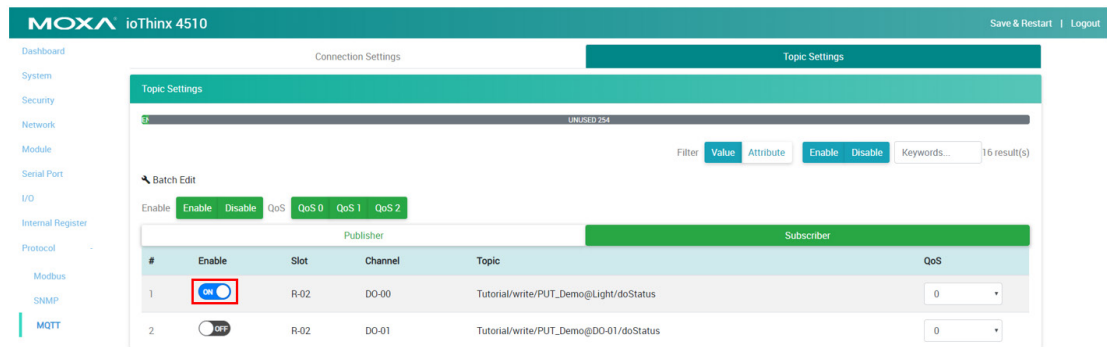 MOXA ioThinx 4510
Save & Restart | Logout
Dashboard
System
Security
Network
Module
Serial Port
I/O
Internal Register
Protocol -
Modbus
SNMP
MQTT
Connection Settings Topic Settings
Topic Settings
UNUSED 254
Filter Value Attribute Enable Disable Keywords... 16 result(s)
Batch Edit
Enable Enable Disable QoS QoS 0 QoS 1 QoS 2
Publisher Subscriber
# Enable Slot Channel Topic QoS
1 ON R-02 DO-00 Tutorial/write/PUT_Demo@Light/doStatus 0
2 OFF R-02 DO-01 Tutorial/write/PUT_Demo@DO-01/doStatus 0